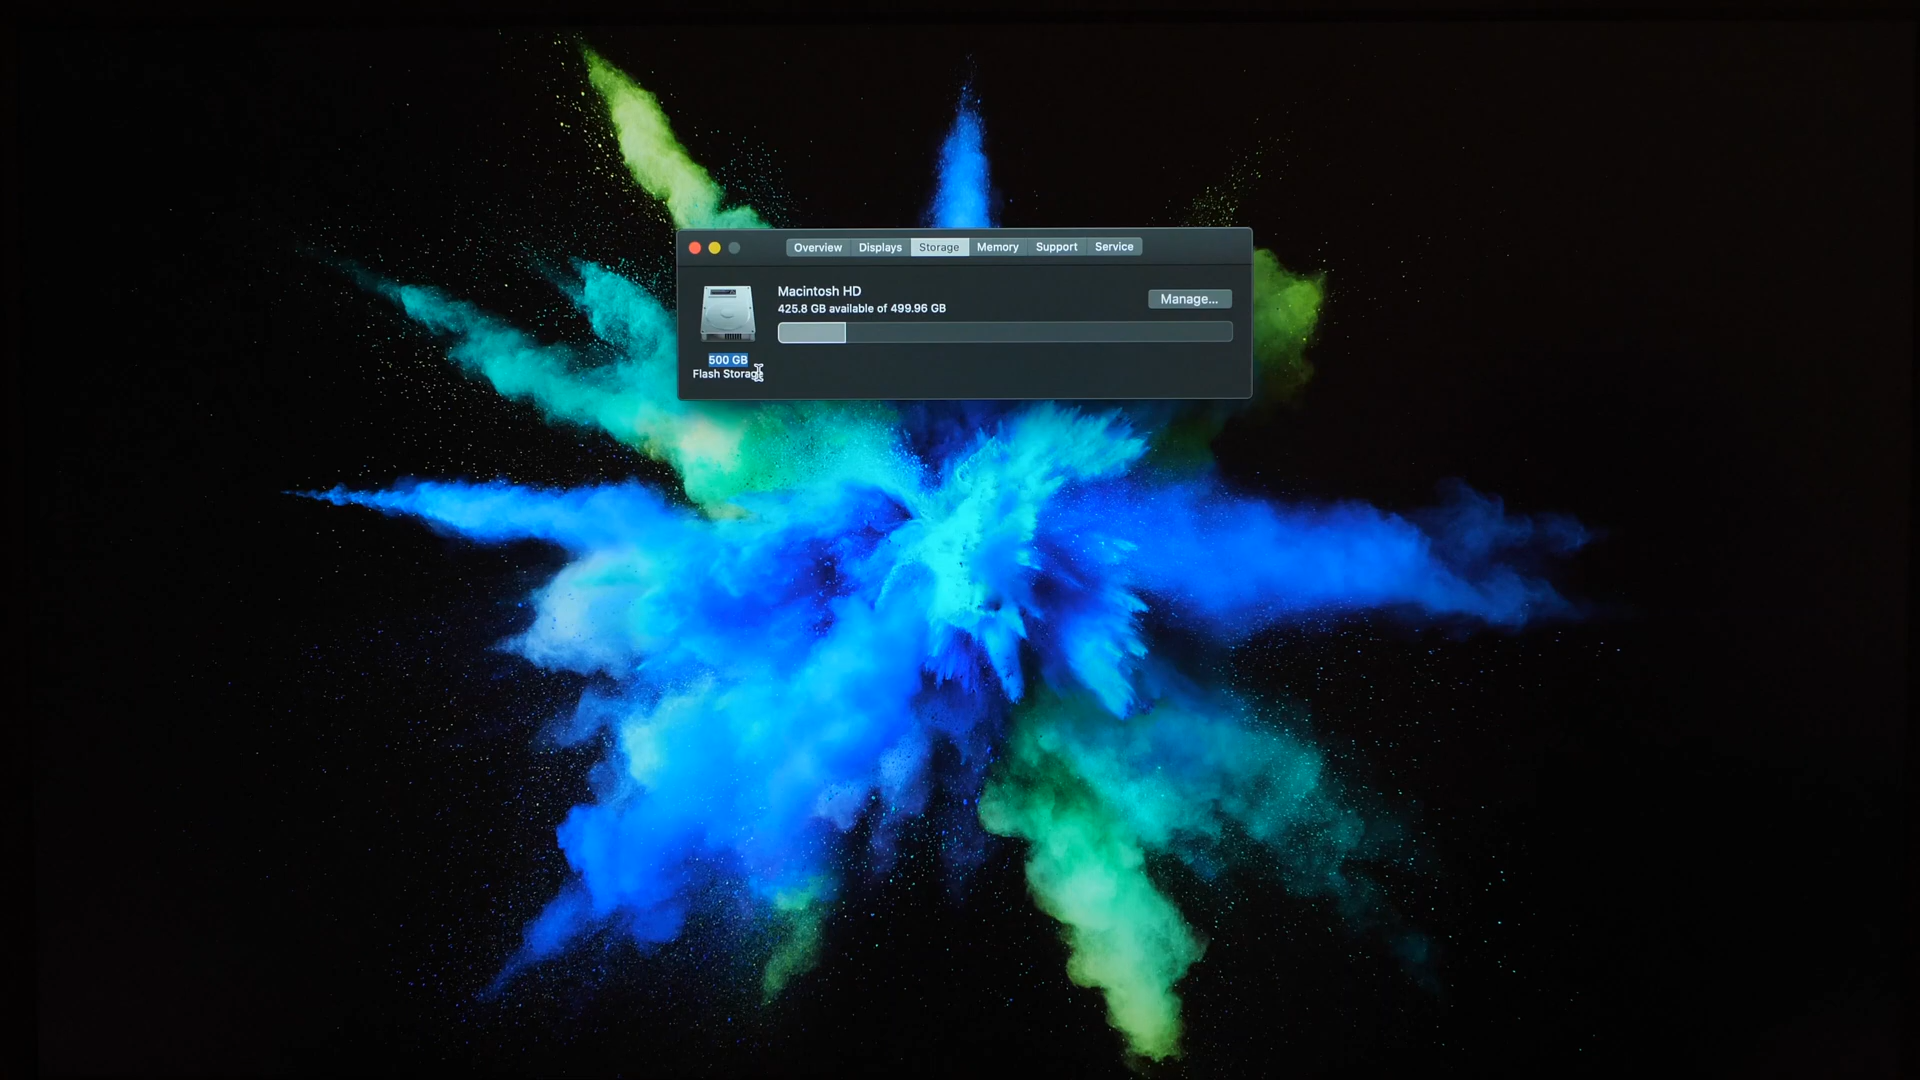 Overview Displays Storage Memory Support Service
Macintosh HD
425.8 GB available of 499.96 GB
Manage...
500 GB
Flash Storage